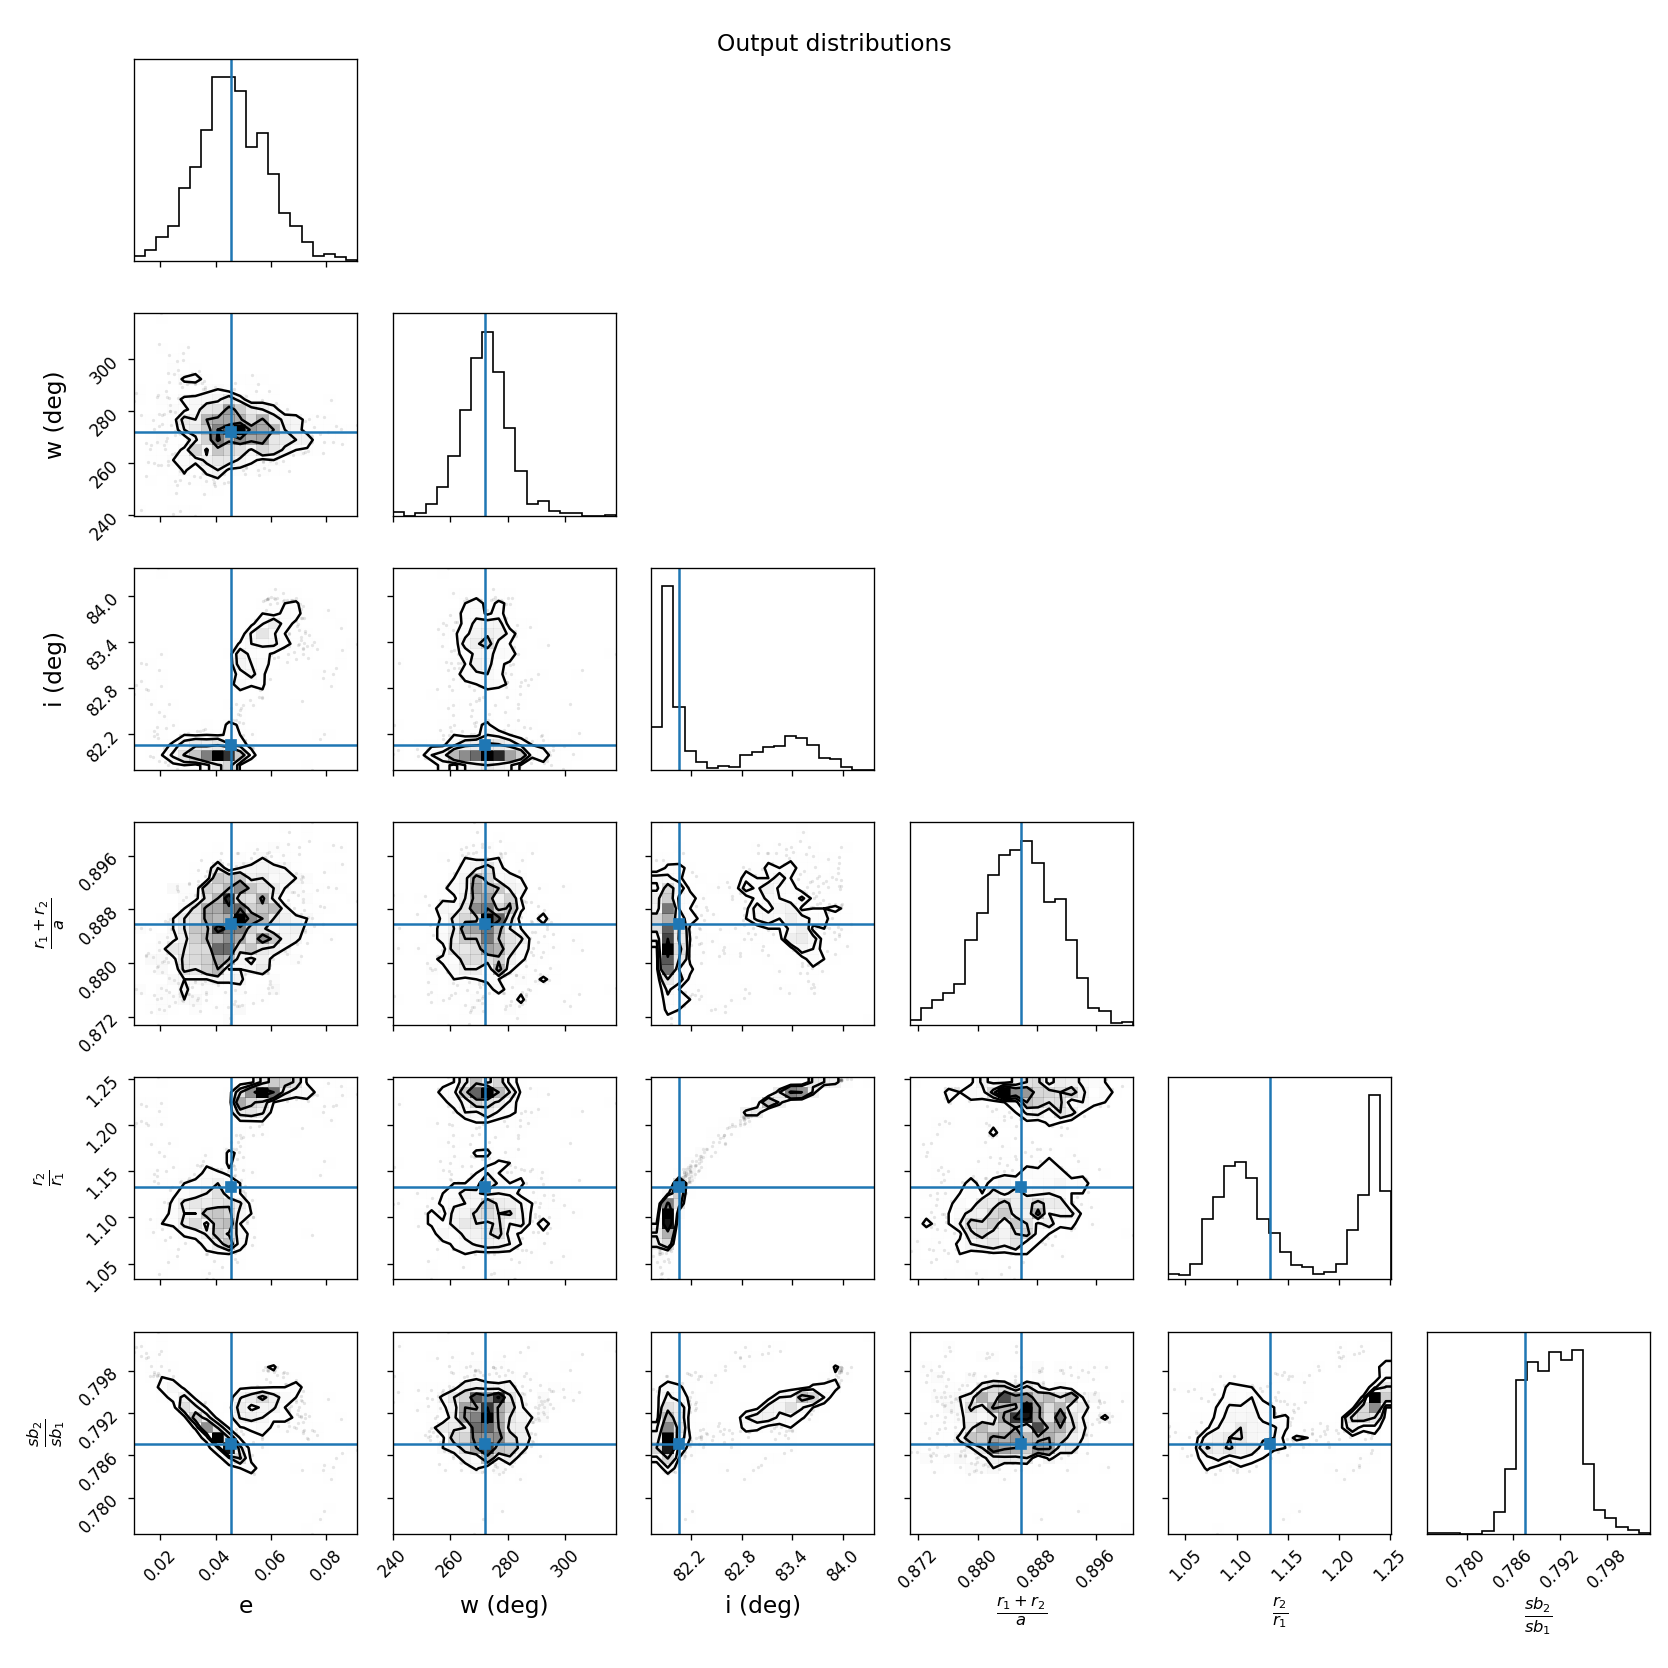 Output distributions
w (deg)
300
280
260
240
i (deg)
84.0
83.4
82.8
82.2
r₁ + r₂
a
0.896
0.888
0.880
0.872
r₂
r₁
1.25
1.20
1.15
1.10
1.05
sb₂
sb₁
0.798
0.792
0.786
0.780
0.02 0.04 0.06 0.08
240 260 280 300
82.2 82.8 83.4 84.0
0.872 0.880 0.888 0.896
1.05 1.10 1.15 1.20 1.25
0.780 0.786 0.792 0.798
e
w (deg)
i (deg)
r₁ + r₂
a
r₂
r₁
sb₂
sb₁